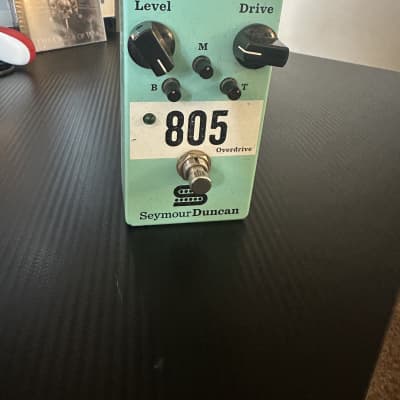 Level Drive
M
B T
805
Overdrive
Seymour Duncan